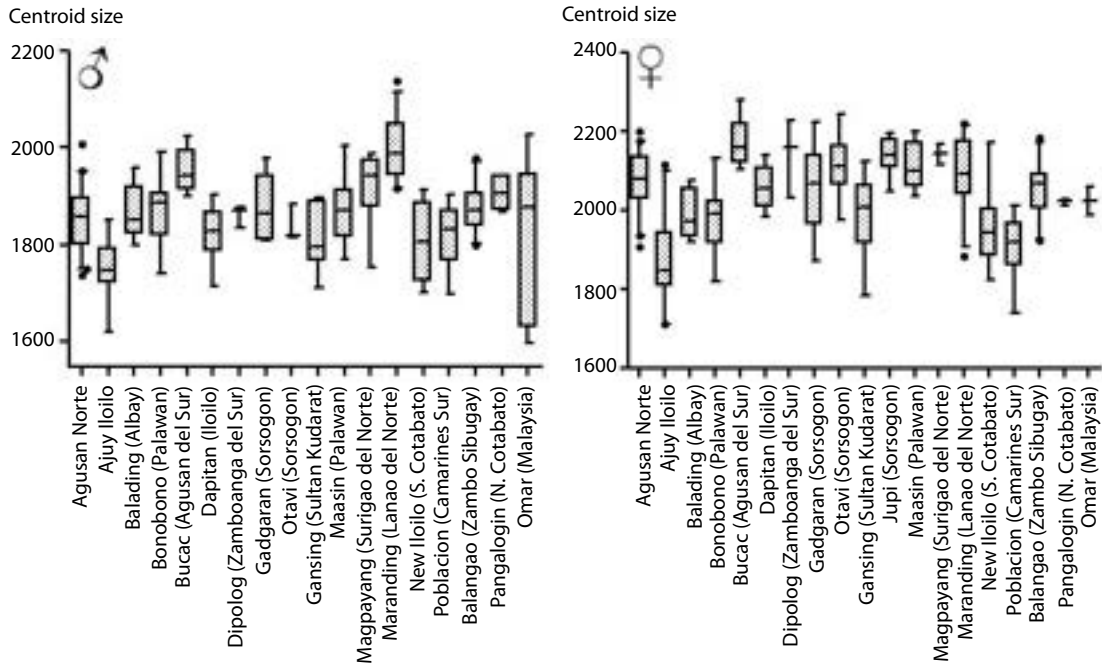 Centroid size
2200
2000
1800
1600
Agusan Norte
Ajuy Iloilo
Balading (Albay)
Bonobono (Palawan)
Bucac (Agusan del Sur)
Dapitan (Iloilo)
Dipolog (Zamboanga del Sur)
Gadgaran (Sorsogon)
Otavi (Sorsogon)
Gansing (Sultan Kudarat)
Maasin (Palawan)
Magpayang (Surigao del Norte)
Maranding (Lanao del Norte)
New Iloilo (S. Cotabato)
Poblacion (Camarines Sur)
Balangao (Zambo Sibugay)
Pangalogin (N. Cotabato)
Omar (Malaysia)
Centroid size
2400
2200
2000
1800
1600
Agusan Norte
Ajuy Iloilo
Balading (Albay)
Bonobono (Palawan)
Bucac (Agusan del Sur)
Dapitan (Iloilo)
Dipolog (Zamboanga del Sur)
Gadgaran (Sorsogon)
Otavi (Sorsogon)
Gansing (Sultan Kudarat
Jupi (Sorsogon)
Maasin (Palawan)
Magpayang (Surigao del Norte)
Maranding (Lanao del Norte)
New Iloilo (S. Cotabato)
Poblacion (Camarines Sur)
Balangao (Zambo Sibugay)
Pangalogin (N. Cotabato)
Omar (Malaysia)